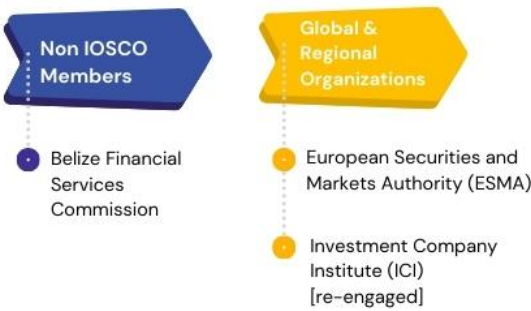 Non IOSCO
Members
Belize Financial
Services
Commission
Global &
Regional
Organizations
European Securities and
Markets Authority (ESMA)
Investment Company
Institute (ICI)
[re-engaged]